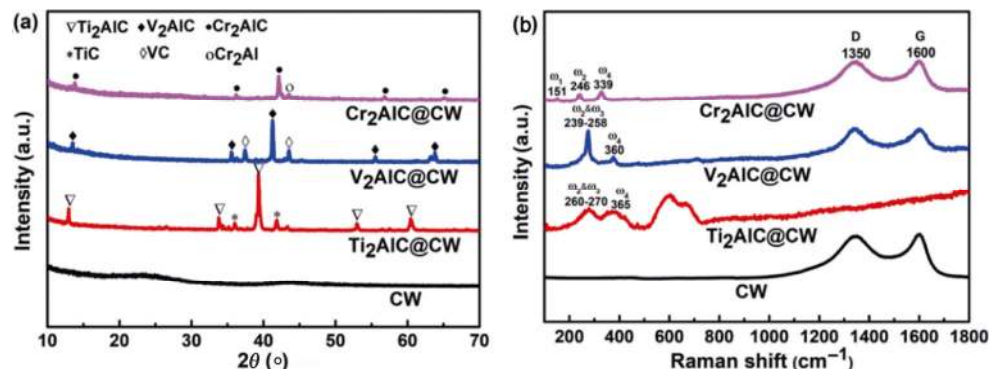 (a)
▽Ti₂AlC ♦V₂AlC •Cr₂AlC
*TiC ◊VC oCr₂Al
Cr₂AlC@CW
V₂AlC@CW
Ti₂AlC@CW
CW
Intensity (a.u.)
10 20 30 40 50 60 70
2θ (○)
(b)
D G
1350 1600
ω₁ ω₂ ω₄
151 246 339
Cr₂AlC@CW
ω₂&ω₃
239-258
ω₄
360
V₂AlC@CW
ω₂&ω₃ ω₄
260-270 365
Ti₂AlC@CW
CW
Intensity (a.u.)
200 400 600 800 1000 1200 1400 1600 1800
Raman shift (cm⁻¹)